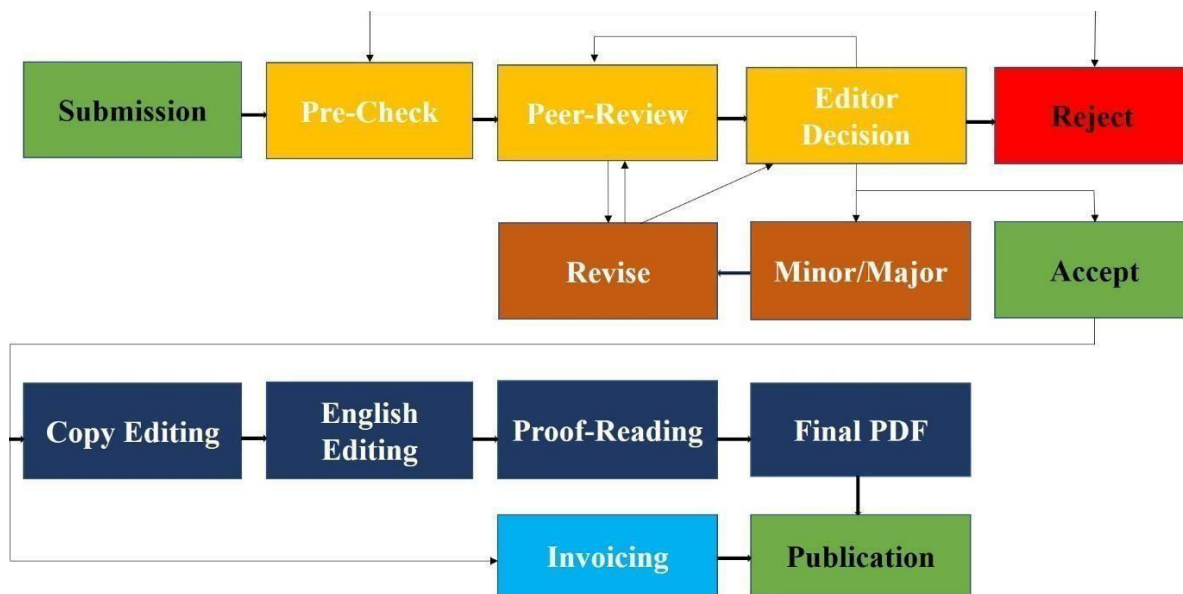 Submission
Pre-Check
Peer-Review
Editor
Decision
Reject
Revise
Minor/Major
Accept
Copy Editing
English
Editing
Proof-Reading
Final PDF
Invoicing
Publication